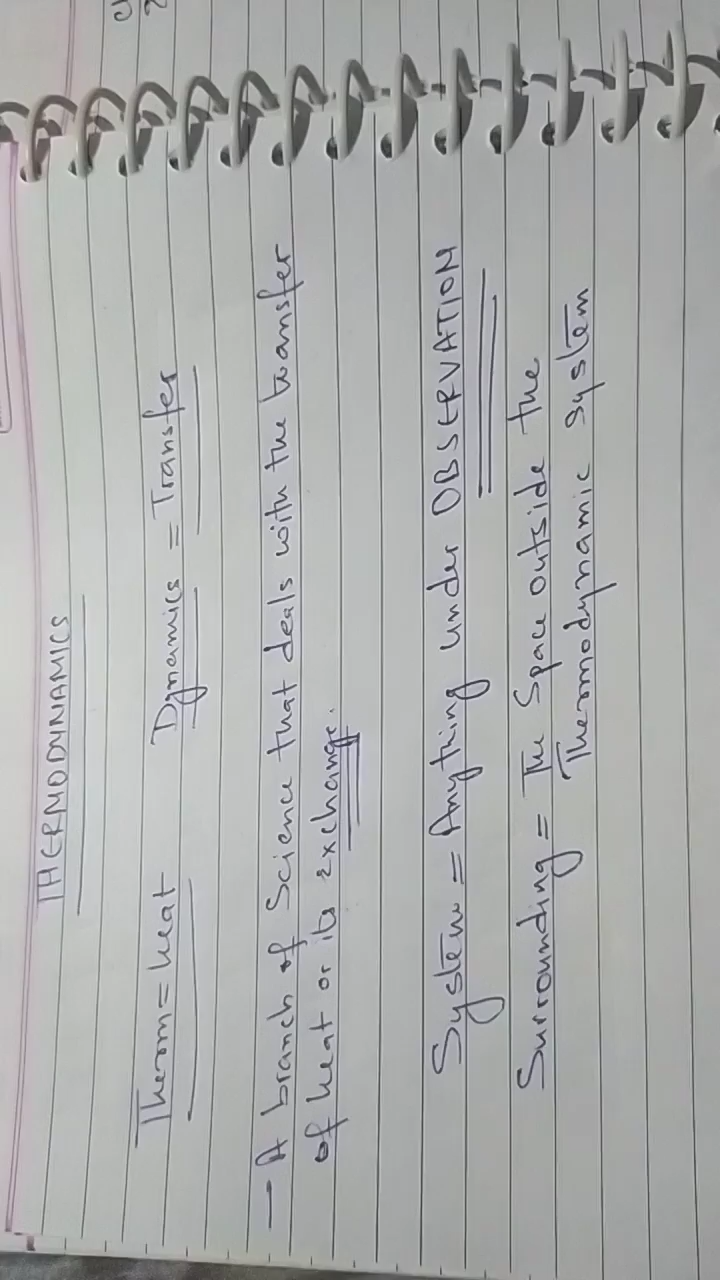 THERMODYNAMICS
Therm = heat Dynamics = Transfer
- A branch of Science that deals with the transfer
of heat or its exchange.
System = Anything under OBSERVATION
Surrounding = The Space outside the
Thermodynamic System